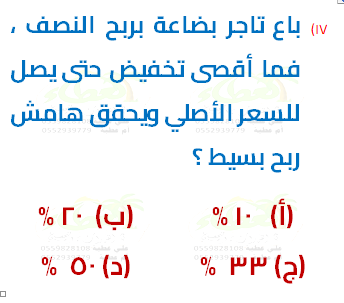 ١٧) باع تاجر بضاعة بربح النصف ،
فما أقصى تخفيض حتى يصل
للسعر الأصلي ويحقق هامش
ربح بسيط ؟
(أ) ١٠ % (ب) ٢٠ %
(ج) ٣٣ % (د) ٥٠ %